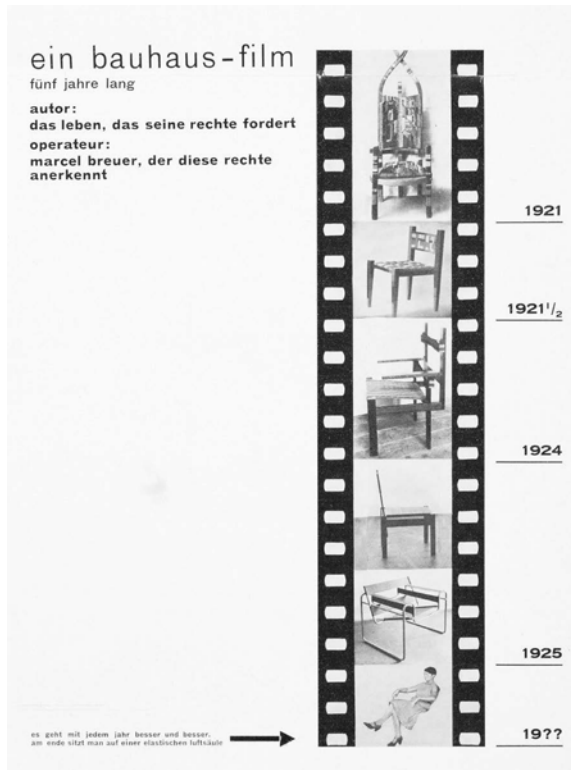 ein bauhaus-film
fünf jahre lang
autor:
das leben, das seine rechte fordert
operateur:
marcel breuer, der diese rechte
anerkennt
1921
1921½
1924
1925
19??
es geht mit jedem jahr besser und besser.
am ende sitzt man auf einer elastischen luftsäule